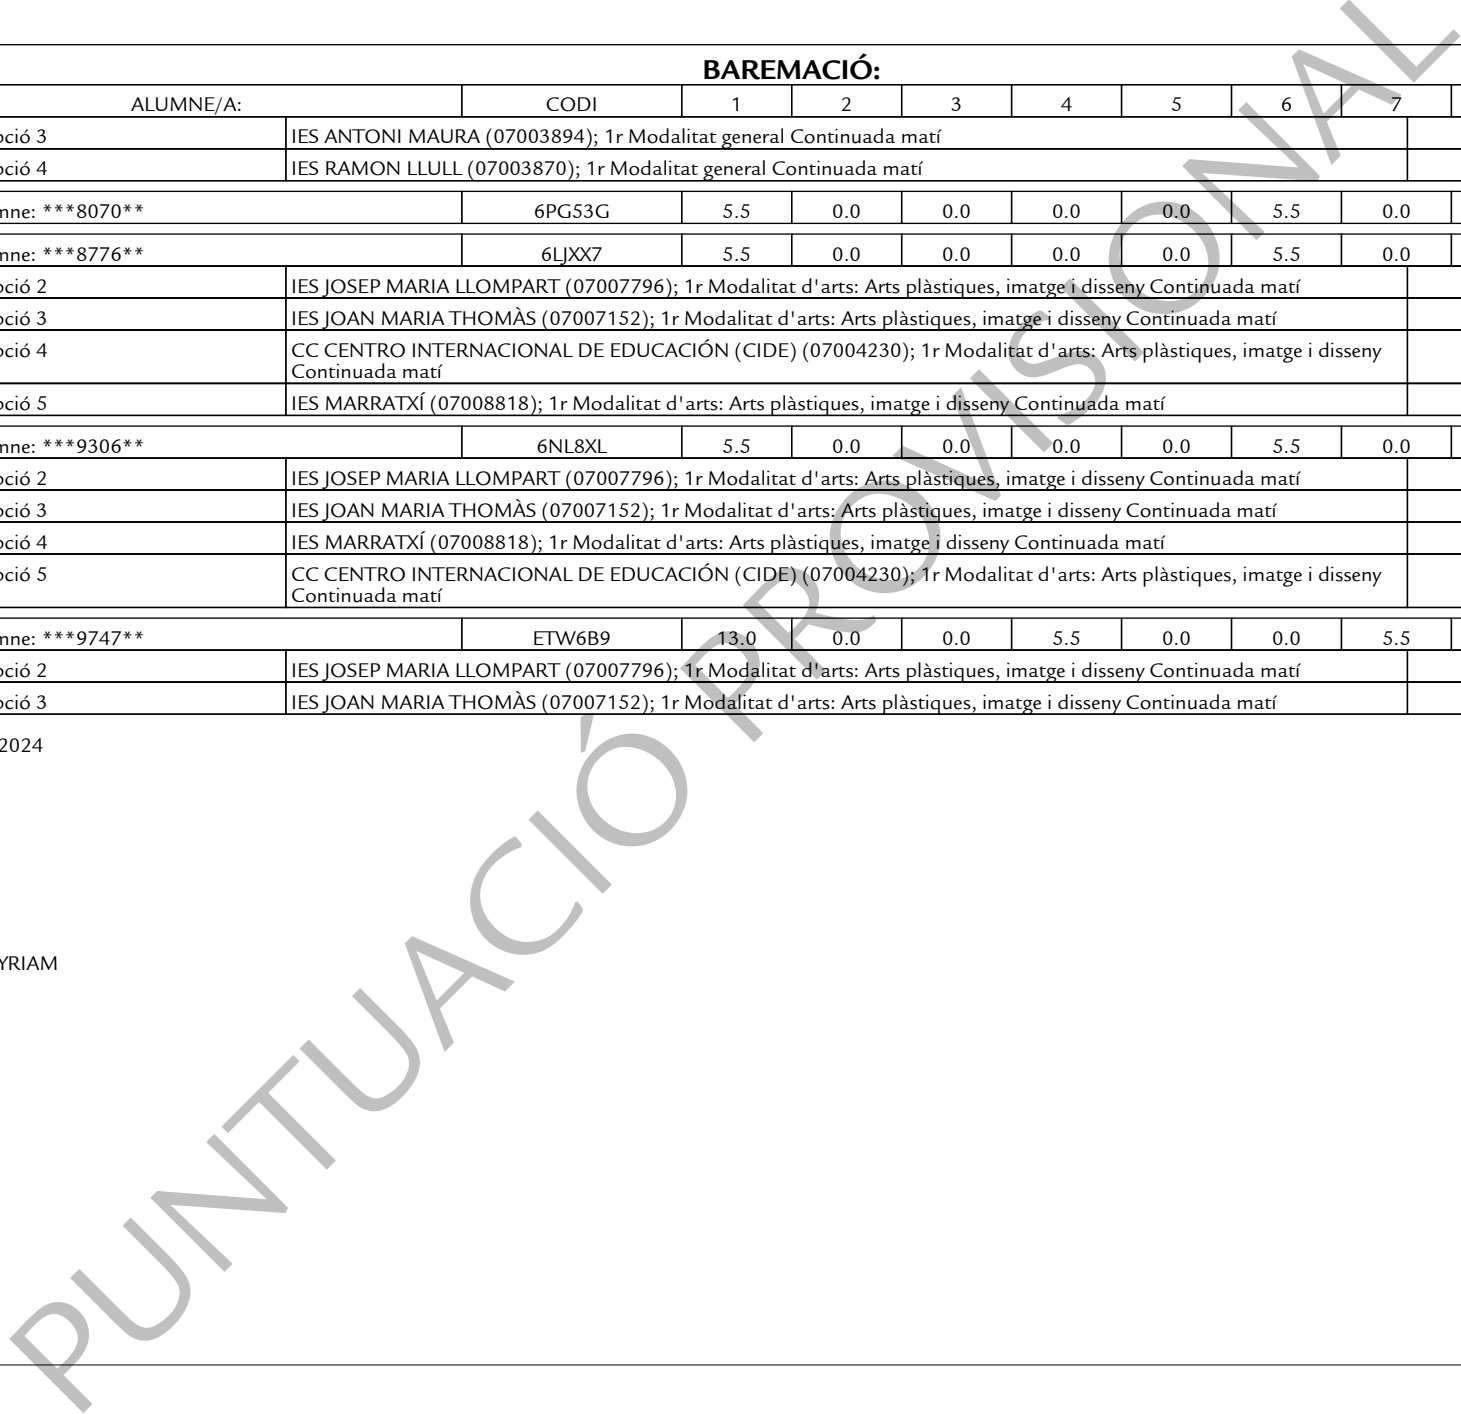 BAREMACIÓ:
ALUMNE/A: CODI 1 2 3 4 5 6 7
ció 3 IES ANTONI MAURA (07003894); 1r Modalitat general Continuada matí
ció 4 IES RAMON LLULL (07003870); 1r Modalitat general Continuada matí
nne: ***8070** 6PG53G 5.5 0.0 0.0 0.0 0.0 5.5 0.0
nne: ***8776** 6LJXX7 5.5 0.0 0.0 0.0 0.0 5.5 0.0
ció 2 IES JOSEP MARIA LLOMPART (07007796); 1r Modalitat d'arts: Arts plàstiques, imatge i disseny Continuada matí
ció 3 IES JOAN MARIA THOMÀS (07007152); 1r Modalitat d'arts: Arts plàstiques, imatge i disseny Continuada matí
ció 4 CC CENTRO INTERNACIONAL DE EDUCACIÓN (CIDE) (07004230); 1r Modalitat d'arts: Arts plàstiques, imatge i disseny
Continuada matí
ció 5 IES MARRATXÍ (07008818); 1r Modalitat d'arts: Arts plàstiques, imatge i disseny Continuada matí
nne: ***9306** 6NL8XL 5.5 0.0 0.0 0.0 0.0 5.5 0.0
ció 2 IES JOSEP MARIA LLOMPART (07007796); 1r Modalitat d'arts: Arts plàstiques, imatge i disseny Continuada matí
ció 3 IES JOAN MARIA THOMÀS (07007152); 1r Modalitat d'arts: Arts plàstiques, imatge i disseny Continuada matí
ció 4 IES MARRATXÍ (07008818); 1r Modalitat d'arts: Arts plàstiques, imatge i disseny Continuada matí
ció 5 CC CENTRO INTERNACIONAL DE EDUCACIÓN (CIDE) (07004230); 1r Modalitat d'arts: Arts plàstiques, imatge i disseny
Continuada matí
nne: ***9747** ETW6B9 13.0 0.0 0.0 5.5 0.0 0.0 5.5
ció 2 IES JOSEP MARIA LLOMPART (07007796); 1r Modalitat d'arts: Arts plàstiques, imatge i disseny Continuada matí
ció 3 IES JOAN MARIA THOMÀS (07007152); 1r Modalitat d'arts: Arts plàstiques, imatge i disseny Continuada matí
2024
YRIAM
PUNTUACIÓ PROVISIONAL